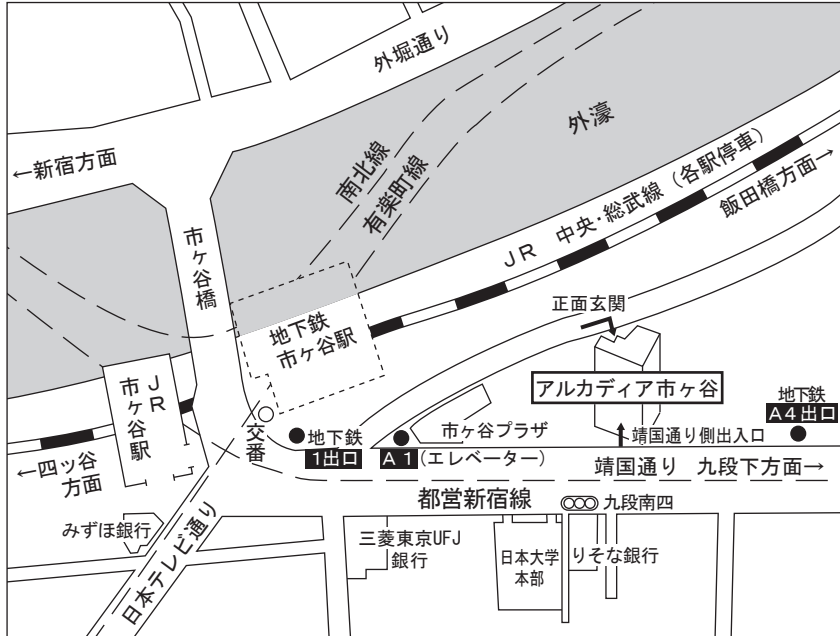 外堀通り
←新宿方面
外濠
南北線
有楽町線
JR 中央・総武線（各駅停車）
飯田橋方面→
市ヶ谷橋
地下鉄
市ヶ谷駅
正面玄関
アルカディア市ヶ谷
地下鉄
A4出口
JR
市ヶ谷駅
交番
地下鉄
1出口
A1(エレベーター)
市ヶ谷プラザ
靖国通り側出入口
←四ッ谷
方面
靖国通り 九段下方面→
都営新宿線
九段南四
みずほ銀行
日本テレビ通り
三菱東京UFJ
銀行
日本大学
本部
りそな銀行